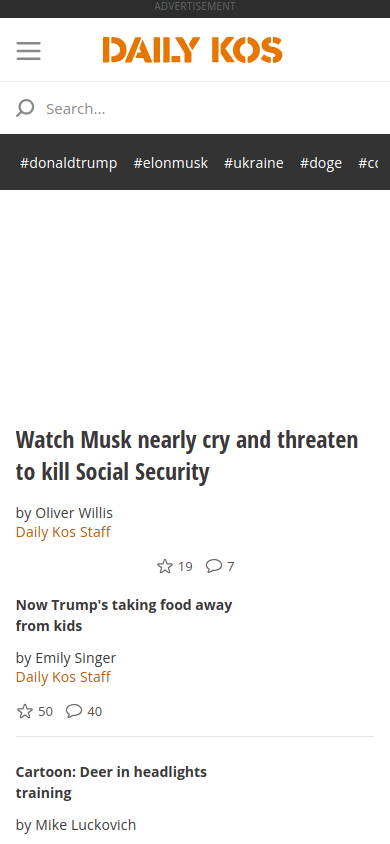 ADVERTISEMENT
DAILY KOS
Search...
#donaldtrump #elonmusk #ukraine #doge
Watch Musk nearly cry and threaten
to kill Social Security
by Oliver Willis
Daily Kos Staff
19 7
Now Trump's taking food away
from kids
by Emily Singer
Daily Kos Staff
50 40
Cartoon: Deer in headlights
training
by Mike Luckovich